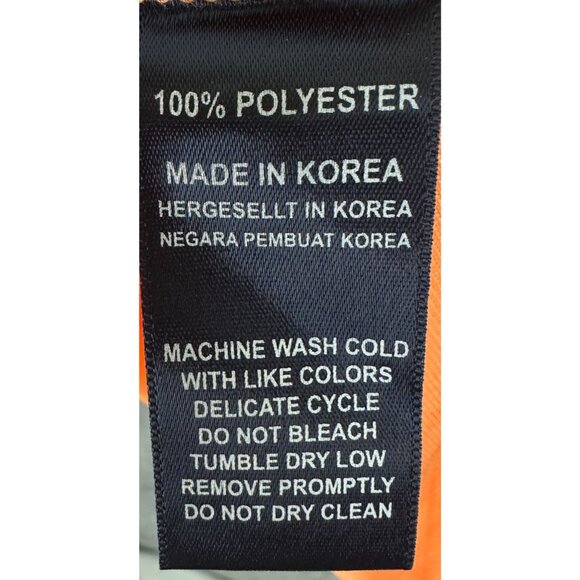 100% POLYESTER
MADE IN KOREA
HERGESELLT IN KOREA
NEGARA PEMBUAT KOREA
MACHINE WASH COLD
WITH LIKE COLORS
DELICATE CYCLE
DO NOT BLEACH
TUMBLE DRY LOW
REMOVE PROMPTLY
DO NOT DRY CLEAN